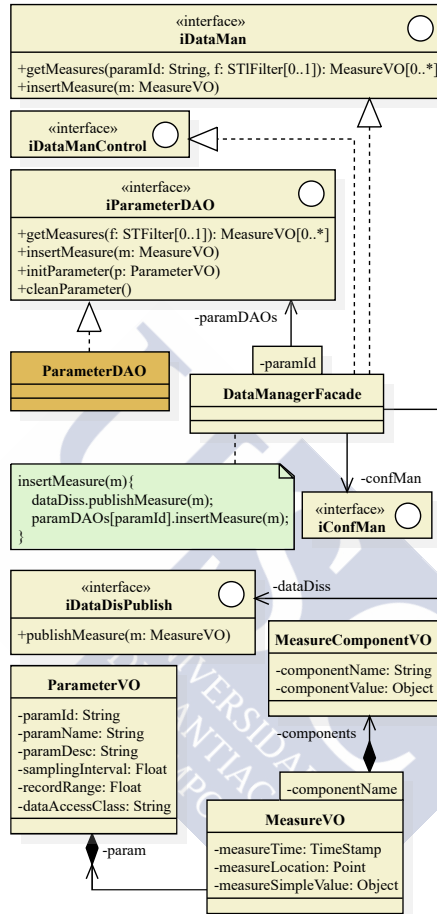 «interface»
iDataMan
+getMeasures(paramId: String, f: STlFilter[0..1]): MeasureVO[0..*]
+insertMeasure(m: MeasureVO)
«interface»
iDataManControl
«interface»
iParameterDAO
+getMeasures(f: STFilter[0..1]): MeasureVO[0..*]
+insertMeasure(m: MeasureVO)
+initParameter(p: ParameterVO)
+cleanParameter()
-paramDAOs
-paramId
ParameterDAO
DataManagerFacade
insertMeasure(m){
dataDiss.publishMeasure(m);
paramDAOs[paramId].insertMeasure(m);
}
-confMan
«interface»
iConfMan
«interface»
iDataDisPublish
+publishMeasure(m: MeasureVO)
-dataDiss
MeasureComponentVO
-componentName: String
-componentValue: Object
ParameterVO
-paramId: String
-paramName: String
-paramDesc: String
-samplingInterval: Float
-recordRange: Float
-dataAccessClass: String
-components
-componentName
MeasureVO
-measureTime: TimeStamp
-measureLocation: Point
-measureSimpleValue: Object
-param